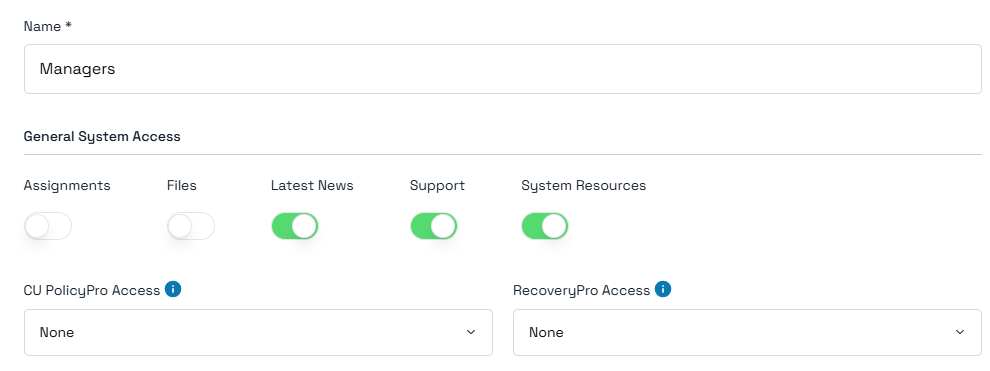 Name *
Managers
General System Access
Assignments Files Latest News Support System Resources
CU PolicyPro Access RecoveryPro Access
None None